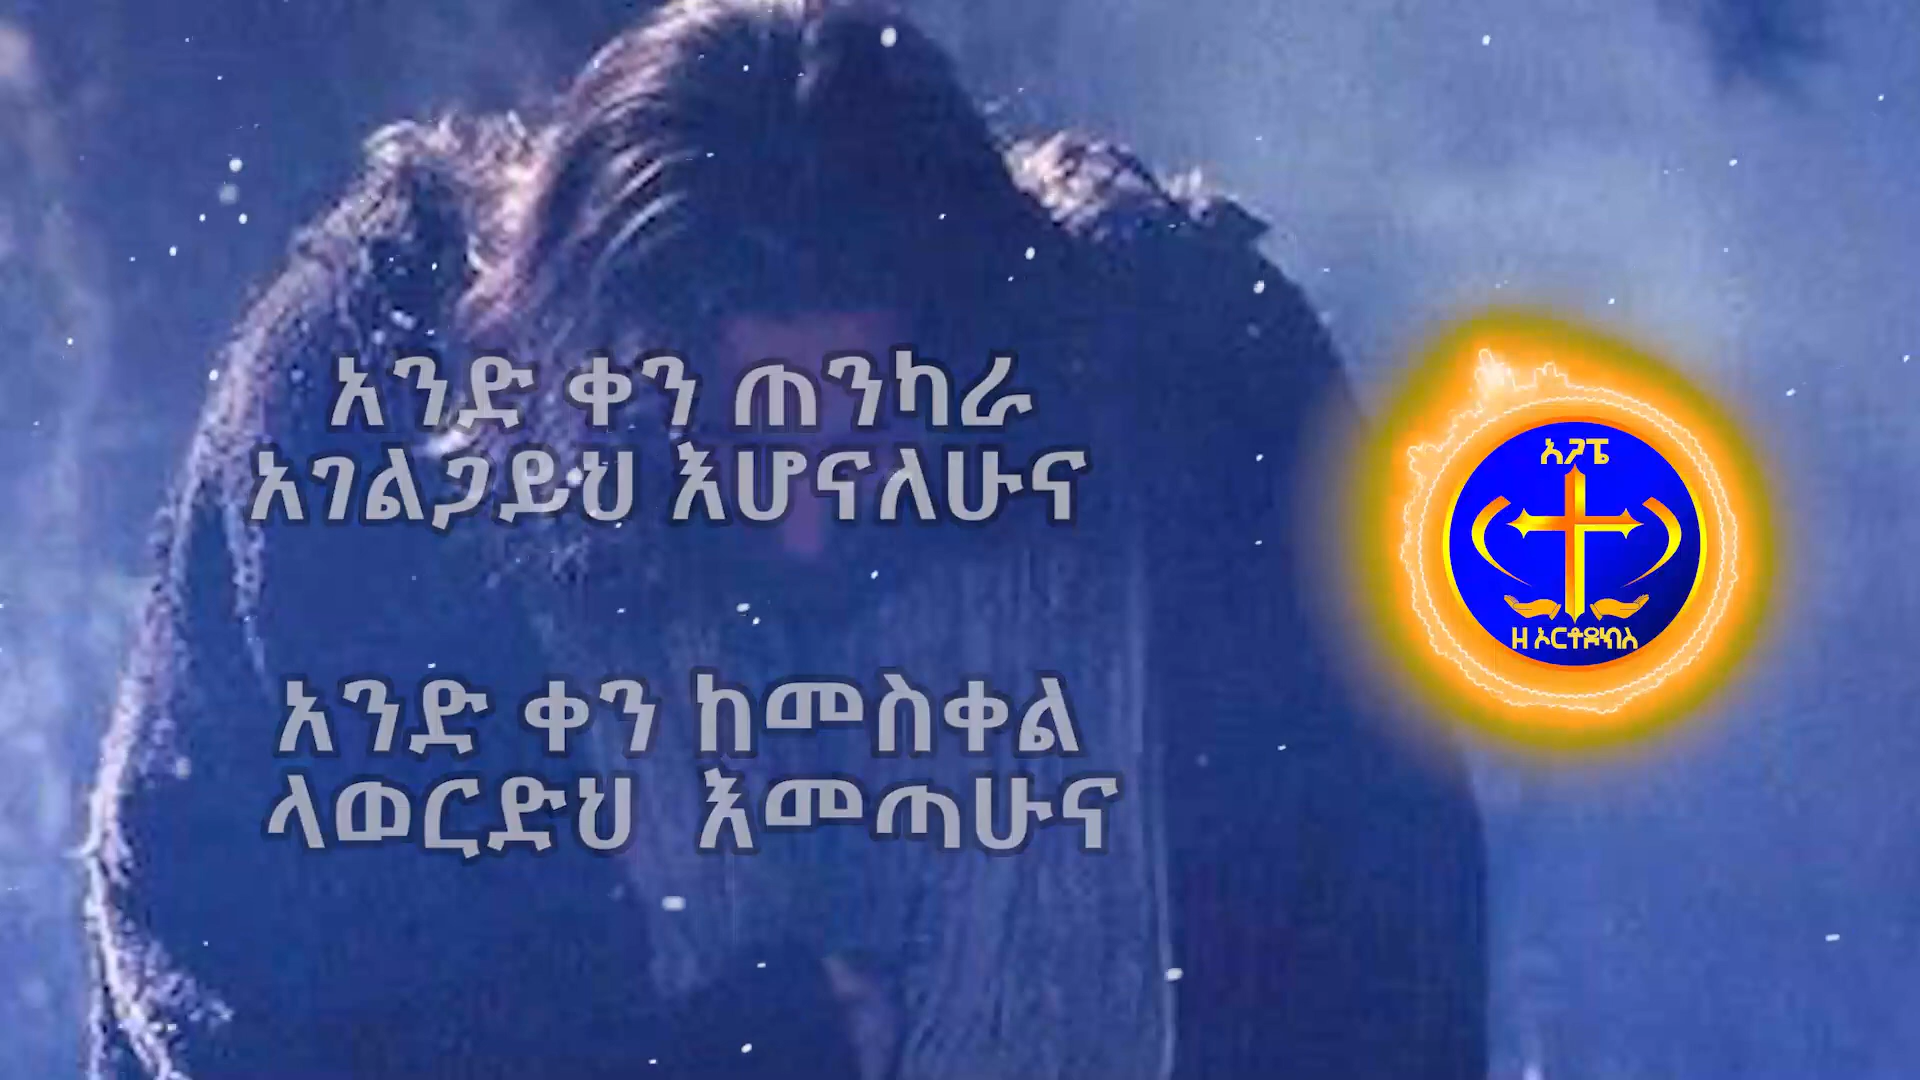 አንድ ቀን ጠንካራ
አገልጋይህ እሆናለሁና
አንድ ቀን ከመስቀል
ላወርድህ እመጣሁና
አጋፔ
ዘ ኦርቶዶክስ